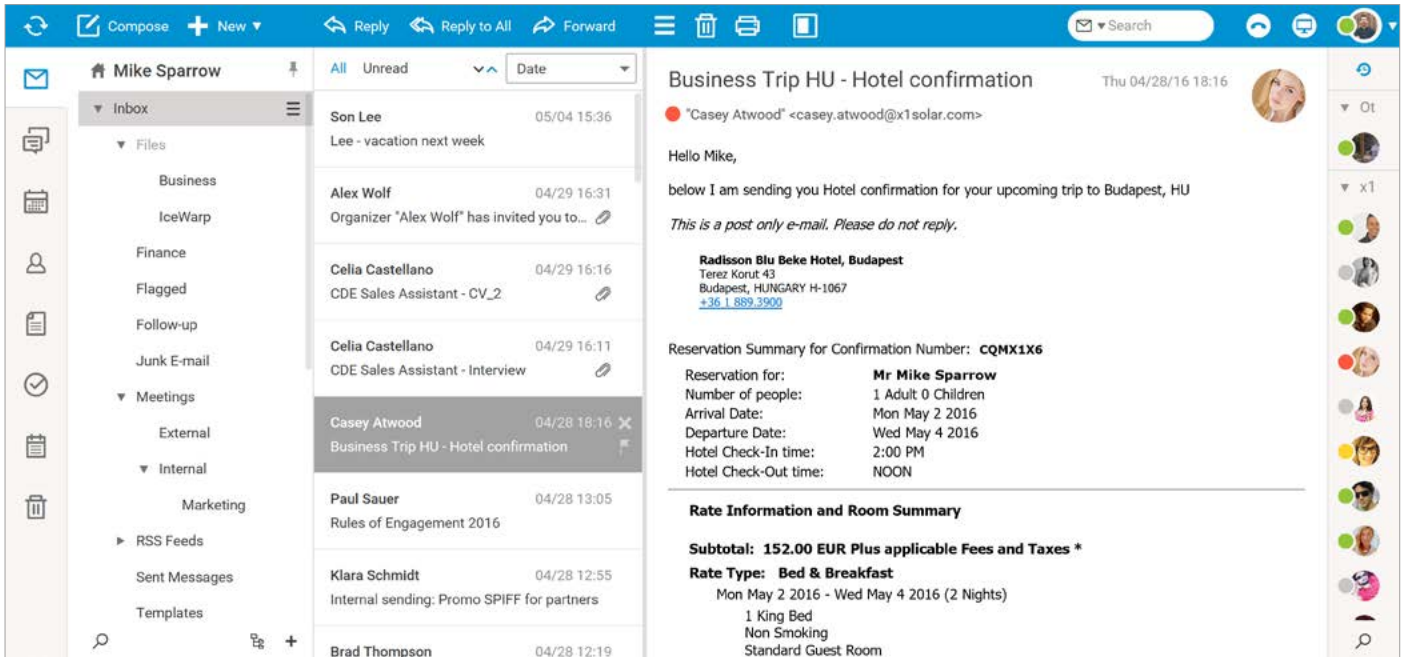 Compose New Reply Reply to All Forward Search
Mike Sparrow
Inbox
Files
Business
IceWarp
Finance
Flagged
Follow-up
Junk E-mail
Meetings
External
Internal
Marketing
RSS Feeds
Sent Messages
Templates
All Unread Date
Son Lee 05/04 15:36
Lee - vacation next week
Alex Wolf 04/29 16:31
Organizer "Alex Wolf" has invited you to...
Celia Castellano 04/29 16:16
CDE Sales Assistant - CV_2
Celia Castellano 04/29 16:11
CDE Sales Assistant - Interview
Casey Atwood 04/28 18:16
Business Trip HU - Hotel confirmation
Paul Sauer 04/28 13:05
Rules of Engagement 2016
Klara Schmidt 04/28 12:55
Internal sending: Promo SPIFF for partners
Brad Thompson 04/28 12:19
Business Trip HU - Hotel confirmation Thu 04/28/16 18:16
"Casey Atwood" <casey.atwood@x1solar.com>
Hello Mike,
below I am sending you Hotel confirmation for your upcoming trip to Budapest, HU
This is a post only e-mail. Please do not reply.
Radisson Blu Beke Hotel, Budapest
Terez Korut 43
Budapest, HUNGARY H-1067
+36 1 889.3900
Reservation Summary for Confirmation Number: CQMX1X6
Reservation for: Mr Mike Sparrow
Number of people: 1 Adult 0 Children
Arrival Date: Mon May 2 2016
Departure Date: Wed May 4 2016
Hotel Check-In time: 2:00 PM
Hotel Check-Out time: NOON
Rate Information and Room Summary
Subtotal: 152.00 EUR Plus applicable Fees and Taxes *
Rate Type: Bed & Breakfast
Mon May 2 2016 - Wed May 4 2016 (2 Nights)
1 King Bed
Non Smoking
Standard Guest Room
Ot
x1